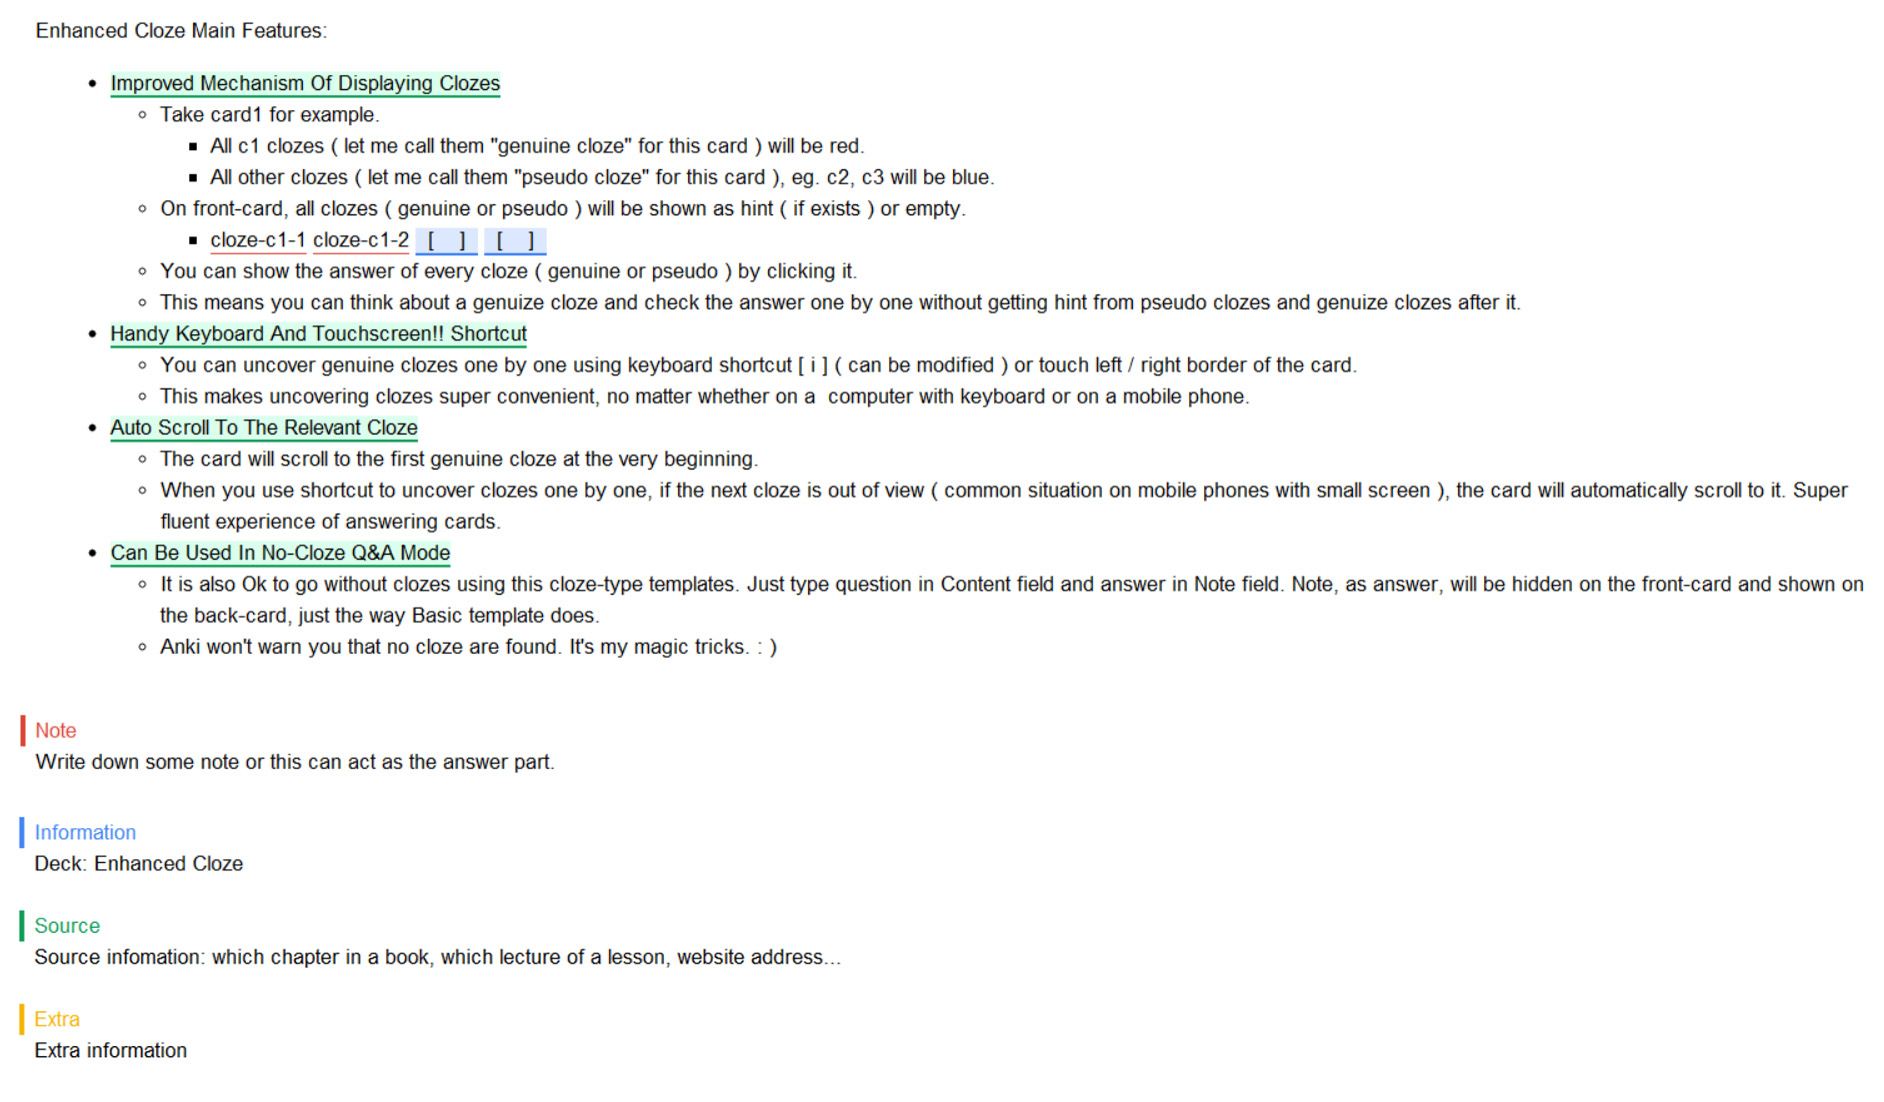 Enhanced Cloze Main Features:
• Improved Mechanism Of Displaying Clozes
◦ Take card1 for example.
▪ All c1 clozes ( let me call them "genuine cloze" for this card ) will be red.
▪ All other clozes ( let me call them "pseudo cloze" for this card ), eg. c2, c3 will be blue.
◦ On front-card, all clozes ( genuine or pseudo ) will be shown as hint ( if exists ) or empty.
▪ cloze-c1-1 cloze-c1-2 [ ] [ ]
◦ You can show the answer of every cloze ( genuine or pseudo ) by clicking it.
◦ This means you can think about a genuize cloze and check the answer one by one without getting hint from pseudo clozes and genuize clozes after it.
• Handy Keyboard And Touchscreen!! Shortcut
◦ You can uncover genuine clozes one by one using keyboard shortcut [ i ] ( can be modified ) or touch left / right border of the card.
◦ This makes uncovering clozes super convenient, no matter whether on a computer with keyboard or on a mobile phone.
• Auto Scroll To The Relevant Cloze
◦ The card will scroll to the first genuine cloze at the very beginning.
◦ When you use shortcut to uncover clozes one by one, if the next cloze is out of view ( common situation on mobile phones with small screen ), the card will automatically scroll to it. Super
fluent experience of answering cards.
• Can Be Used In No-Cloze Q&A Mode
◦ It is also Ok to go without clozes using this cloze-type templates. Just type question in Content field and answer in Note field. Note, as answer, will be hidden on the front-card and shown on
the back-card, just the way Basic template does.
◦ Anki won't warn you that no cloze are found. It's my magic tricks. : )
Note
Write down some note or this can act as the answer part.
Information
Deck: Enhanced Cloze
Source
Source infomation: which chapter in a book, which lecture of a lesson, website address...
Extra
Extra information